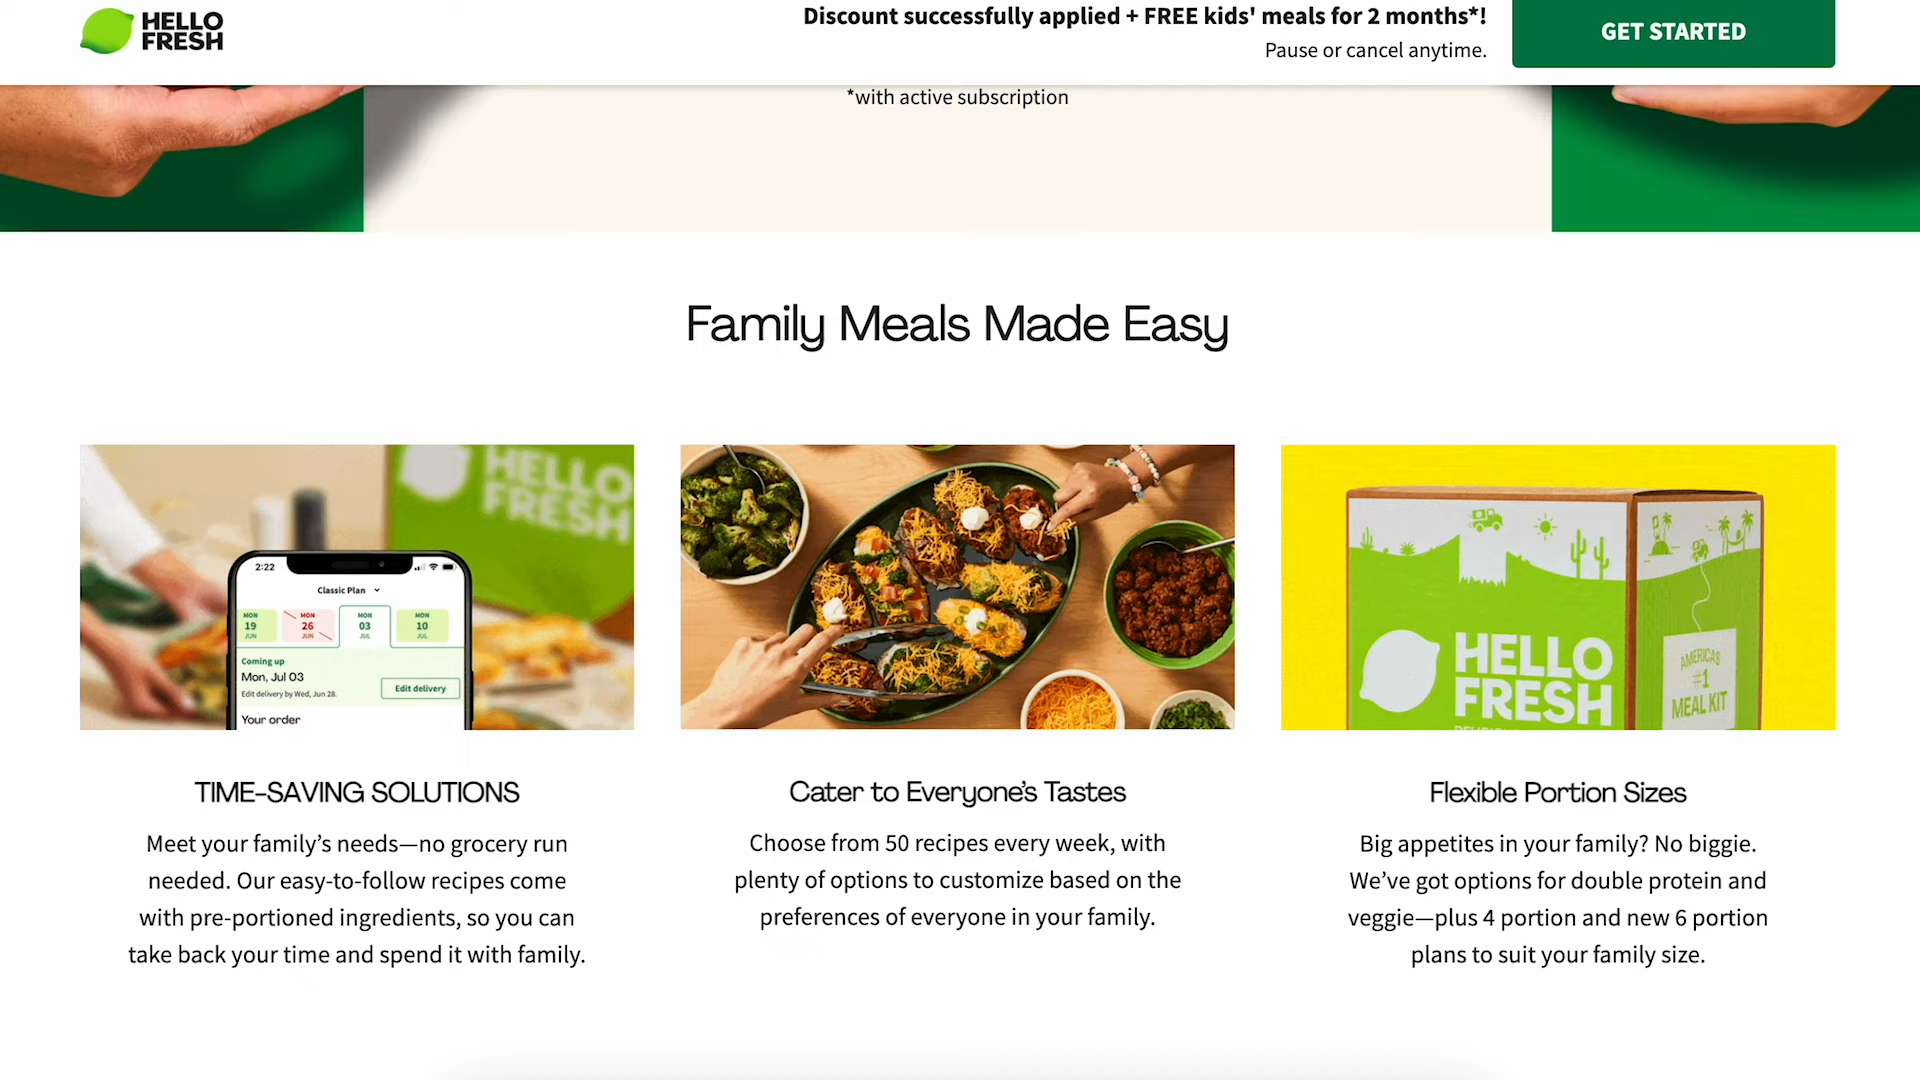 HELLO
FRESH
Discount successfully applied + FREE kids' meals for 2 months*!
Pause or cancel anytime.
GET STARTED
*with active subscription
Family Meals Made Easy
HELLO
FRESH
2:22
Classic Plan
MON
19
JUN
MON
26
JUN
MON
03
JUL
MON
10
JUL
Coming up
Mon, Jul 03
Edit delivery by Wed, Jun 28.
Edit delivery
Your order
HELLO
FRESH
AMERICA'S
#1
MEAL KIT
TIME-SAVING SOLUTIONS
Meet your family’s needs—no grocery run
needed. Our easy-to-follow recipes come
with pre-portioned ingredients, so you can
take back your time and spend it with family.
Cater to Everyone’s Tastes
Choose from 50 recipes every week, with
plenty of options to customize based on the
preferences of everyone in your family.
Flexible Portion Sizes
Big appetites in your family? No biggie.
We’ve got options for double protein and
veggie—plus 4 portion and new 6 portion
plans to suit your family size.